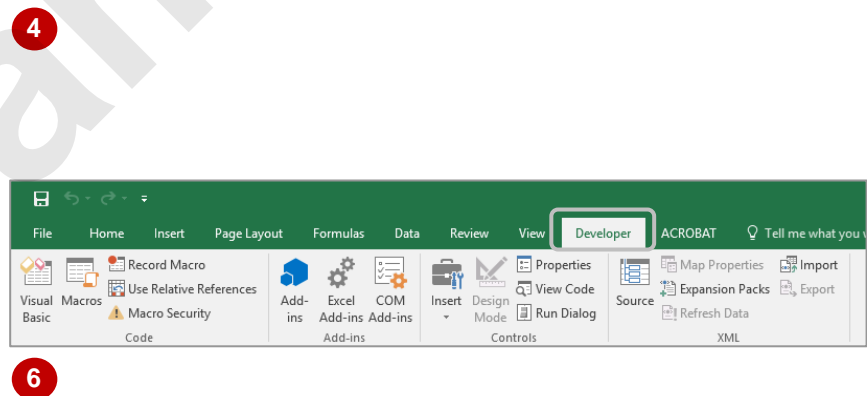 4
File Home Insert Page Layout Formulas Data Review View Developer ACROBAT Tell me what you
Visual Basic
Macros
Record Macro
Use Relative References
Macro Security
Code
Add-ins
Excel Add-ins
COM Add-ins
Add-ins
Insert
Design Mode
Properties
View Code
Run Dialog
Controls
Source
Map Properties
Expansion Packs
Refresh Data
Import
Export
XML
6